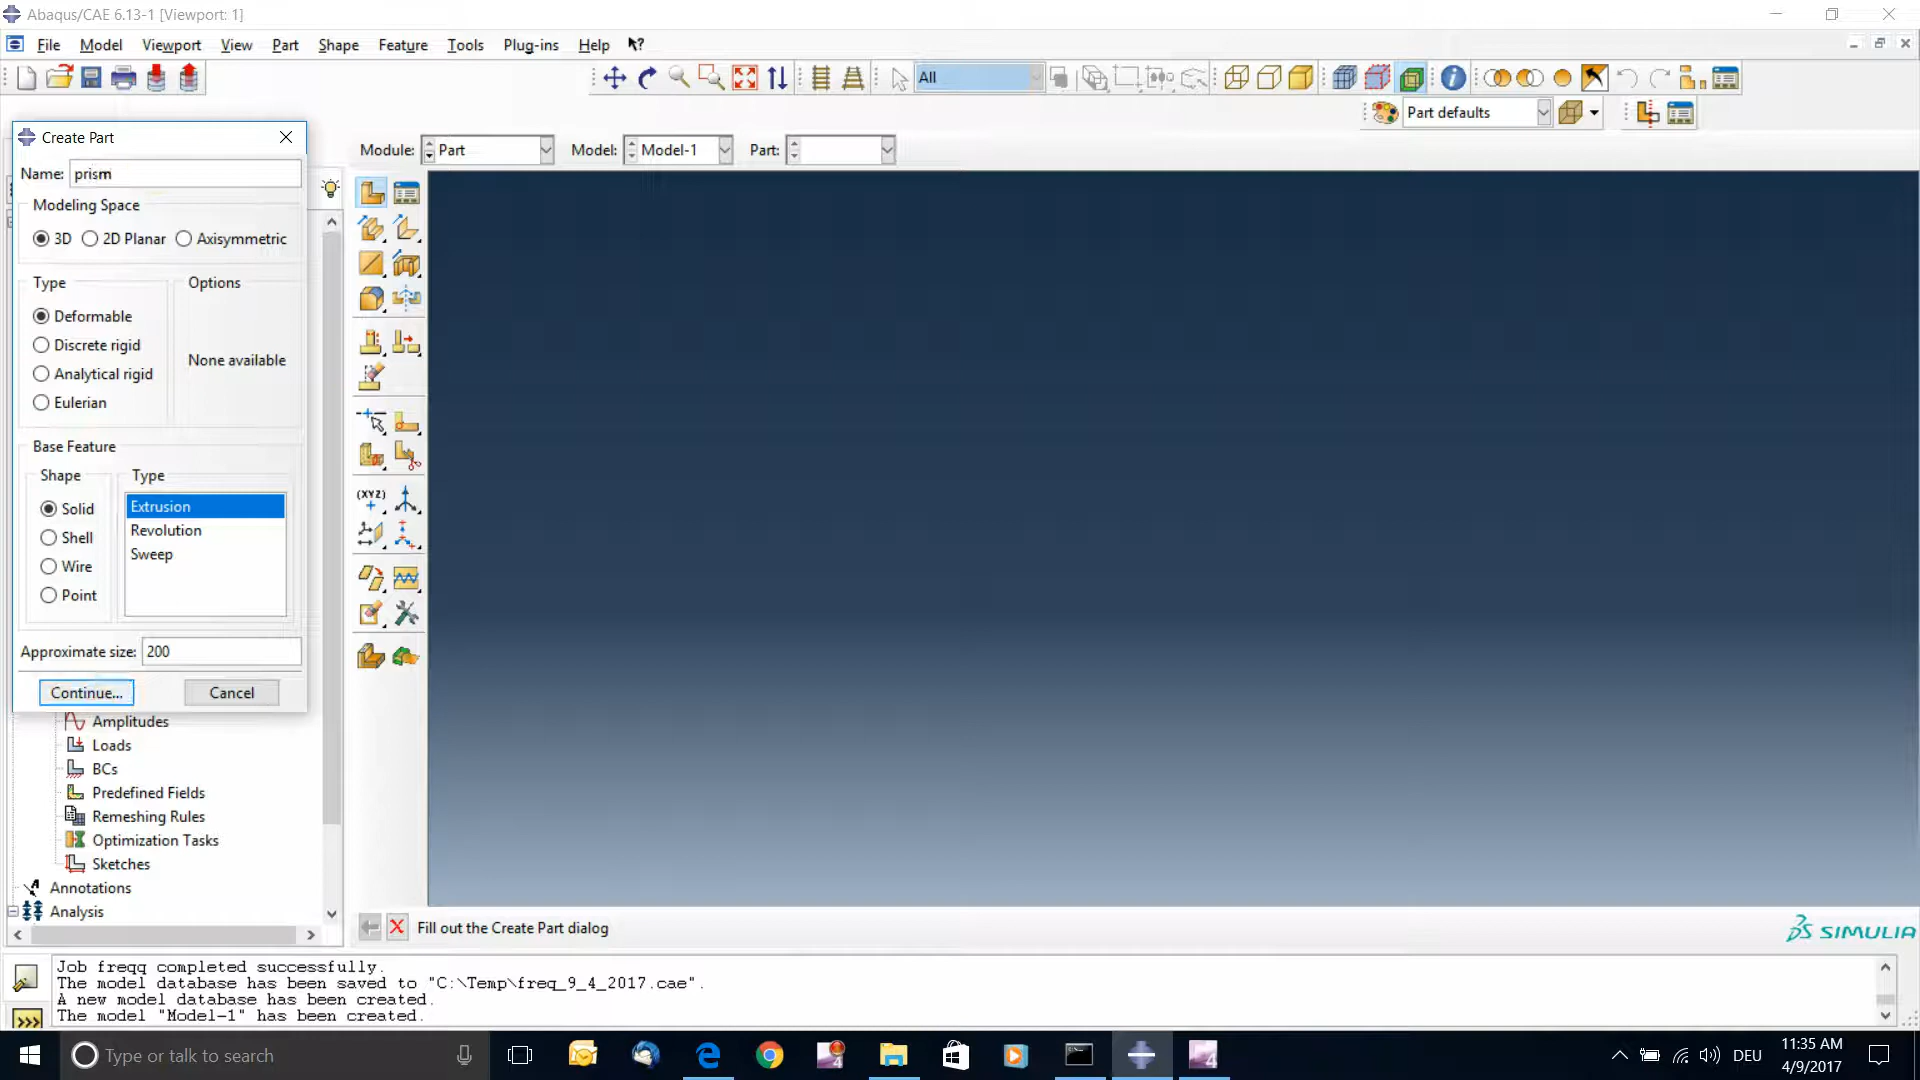 Abaqus/CAE 6.13-1 [Viewport: 1]
File Model Viewport View Part Shape Feature Tools Plug-ins Help
All
Part defaults
Create Part
Module: Part Model: Model-1 Part:
Name: prism
Modeling Space
3D 2D Planar Axisymmetric
Type Options
Deformable
Discrete rigid
None available
Analytical rigid
Eulerian
Base Feature
Shape Type
Solid Extrusion
Revolution
Shell
Sweep
Wire
Point
(XYZ)
Approximate size: 200
Continue... Cancel
Amplitudes
Loads
BCs
Predefined Fields
Remeshing Rules
Optimization Tasks
Sketches
Annotations
Analysis
Fill out the Create Part dialog
SIMULIA
Job freqq completed successfully.
The model database has been saved to "C:\Temp\freq_9_4_2017.cae".
A new model database has been created.
The model "Model-1" has been created.
Type or talk to search
DEU
11:35 AM
4/9/2017